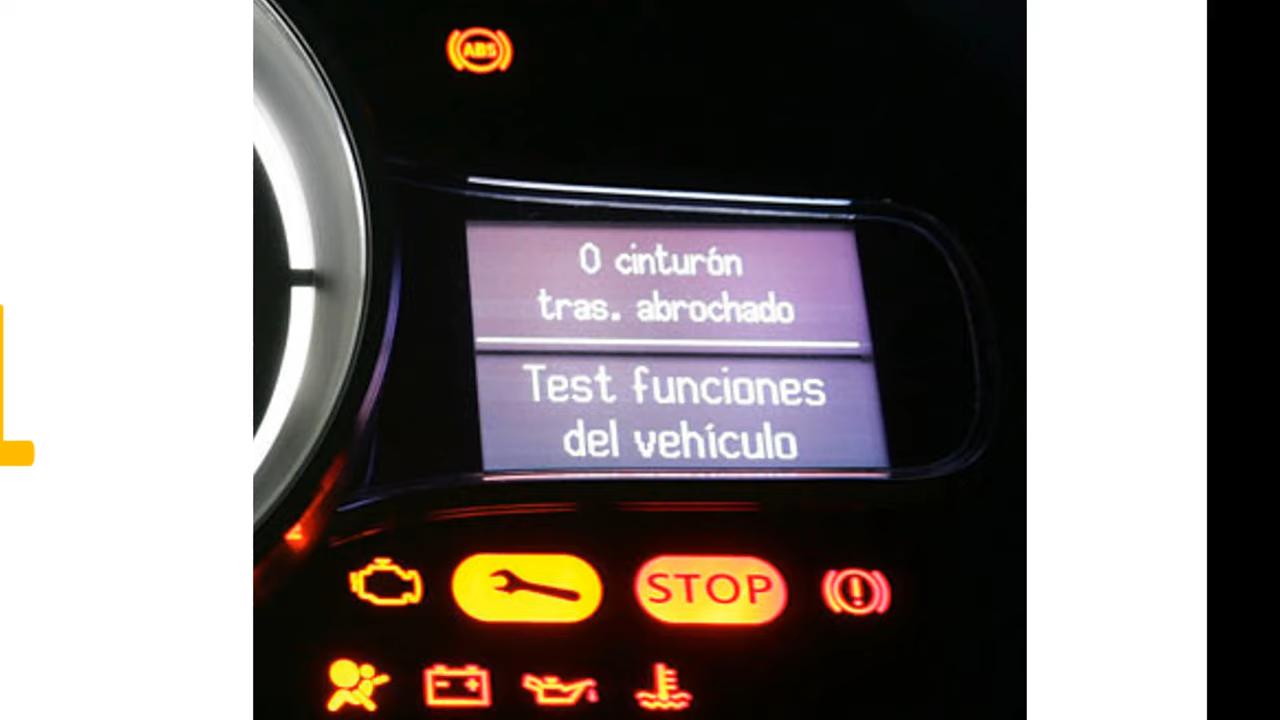 ABS
0 cinturón
tras. abrochado
Test funciones
del vehículo
STOP